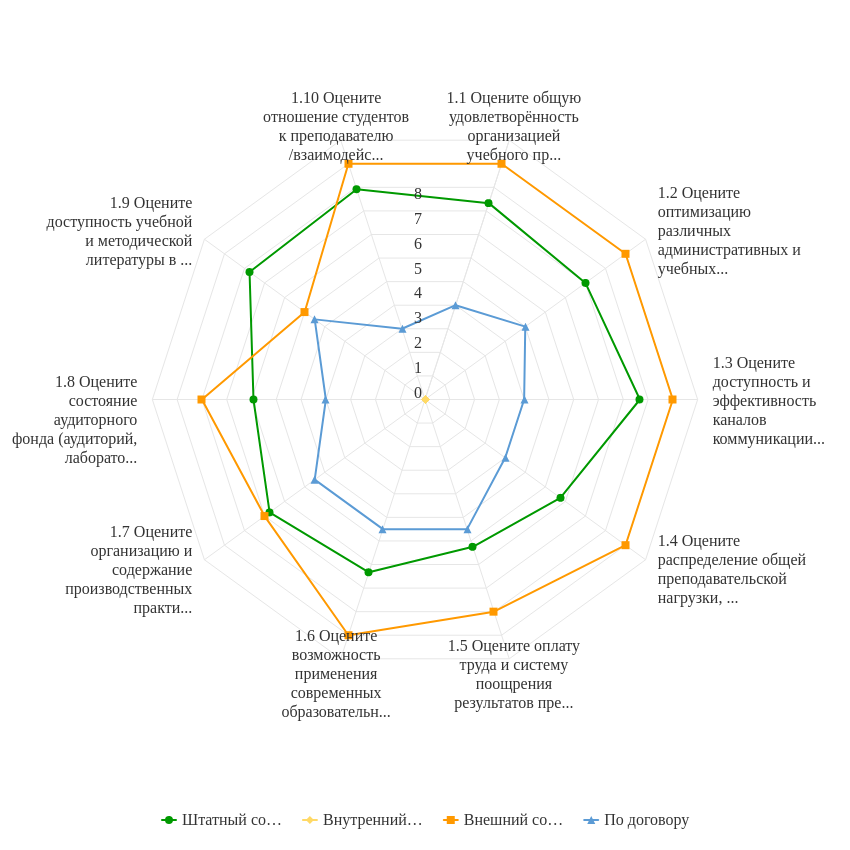 1.10 Оцените
отношение студентов
к преподавателю
/взаимодейс...
1.1 Оцените общую
удовлетворённость
организацией
учебного пр...
1.2 Оцените
оптимизацию
различных
административных и
учебных...
1.3 Оцените
доступность и
эффективность
каналов
коммуникации...
1.4 Оцените
распределение общей
преподавательской
нагрузки, ...
1.5 Оцените оплату
труда и систему
поощрения
результатов пре...
1.6 Оцените
возможность
применения
современных
образовательн...
1.7 Оцените
организацию и
содержание
производственных
практи...
1.8 Оцените
состояние
аудиторного
фонда (аудиторий,
лаборато...
1.9 Оцените
доступность учебной
и методической
литературы в ...
8
7
6
5
4
3
2
1
0
Штатный со…
Внутренний…
Внешний со…
По договору